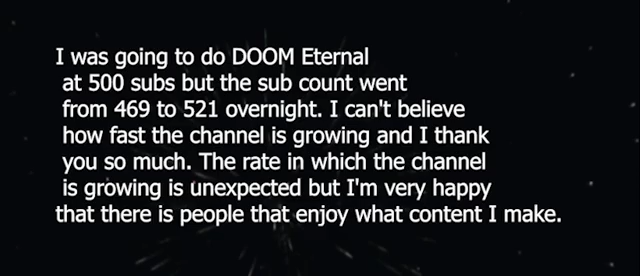 I was going to do DOOM Eternal
at 500 subs but the sub count went
from 469 to 521 overnight. I can't believe
how fast the channel is growing and I thank
you so much. The rate in which the channel
is growing is unexpected but I'm very happy
that there is people that enjoy what content I make.